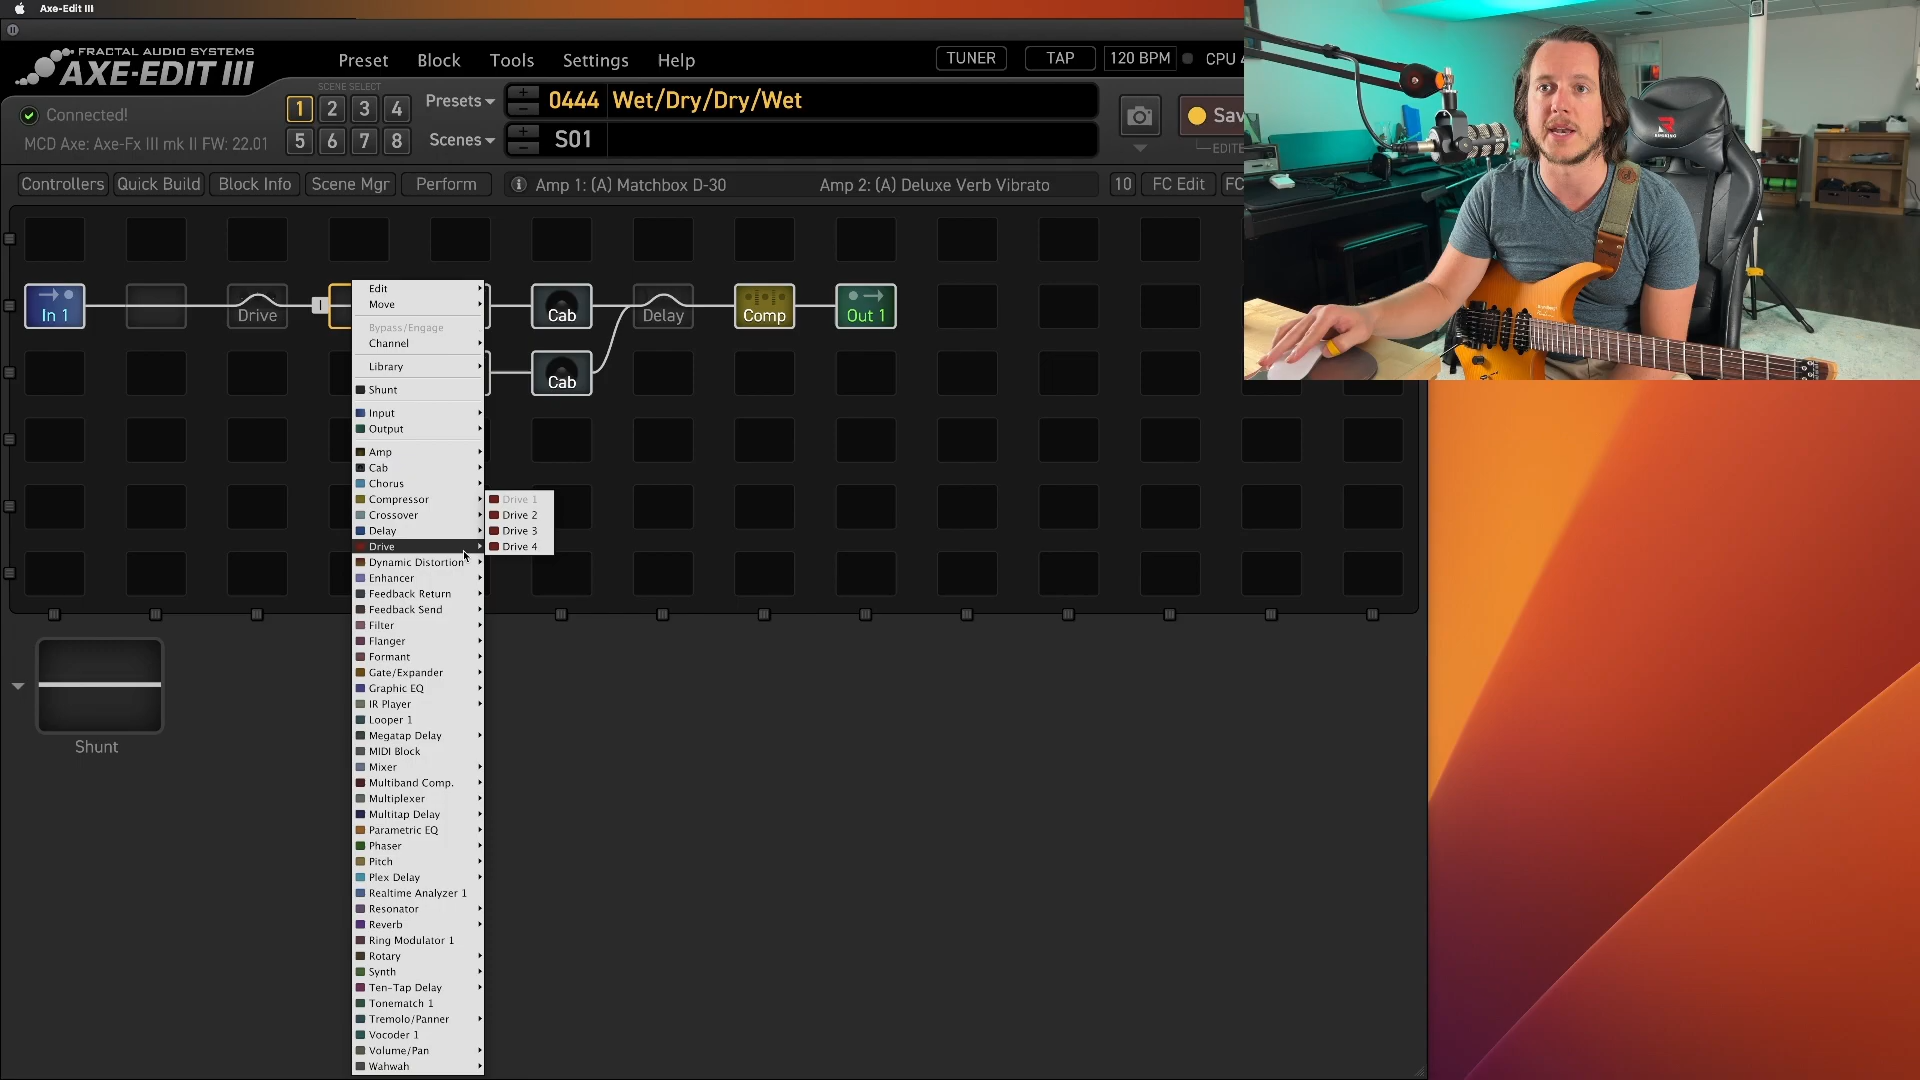 Axe-Edit III
FRACTAL AUDIO SYSTEMS
AXE-EDIT III
Preset
Block
Tools
Settings
Help
TUNER
TAP
120 BPM
CPU 4
SCENE SELECT
1 2 3 4
5 6 7 8
Presets
Scenes
0444 Wet/Dry/Dry/Wet
S01
Sav
EDITE
Connected!
MCD Axe: Axe-Fx III mk II FW: 22.01
Controllers
Quick Build
Block Info
Scene Mgr
Perform
Amp 1: (A) Matchbox D-30
Amp 2: (A) Deluxe Verb Vibrato
10
FC Edit
FC
In 1
Drive
Cab
Delay
Comp
Out 1
Cab
Edit
Move
Bypass/Engage
Channel
Library
Shunt
Input
Output
Amp
Cab
Chorus
Compressor
Crossover
Delay
Drive
Dynamic Distortion
Enhancer
Feedback Return
Feedback Send
Filter
Flanger
Formant
Gate/Expander
Graphic EQ
IR Player
Looper 1
Megatap Delay
MIDI Block
Mixer
Multiband Comp.
Multiplexer
Multitap Delay
Parametric EQ
Phaser
Pitch
Plex Delay
Realtime Analyzer 1
Resonator
Reverb
Ring Modulator 1
Rotary
Synth
Ten-Tap Delay
Tonematch 1
Tremolo/Panner
Vocoder 1
Volume/Pan
Wahwah
Drive 1
Drive 2
Drive 3
Drive 4
Shunt